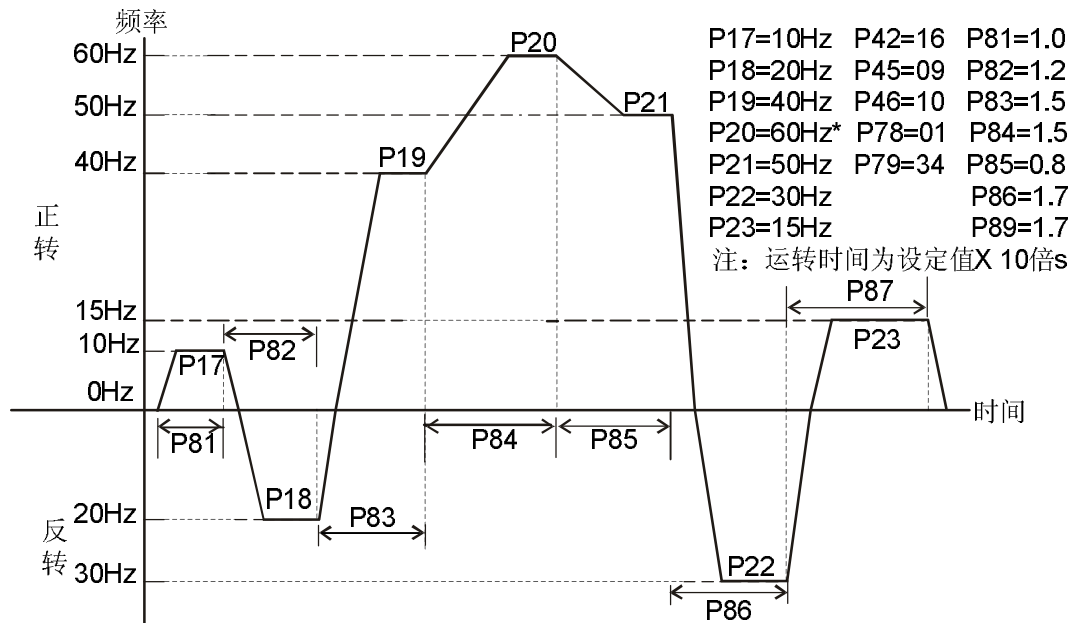 频率
60Hz
50Hz
40Hz
正转
15Hz
10Hz
0Hz
20Hz
反转
30Hz
P20
P21
P19
P17
P82
P87
P23
时间
P81
P84
P85
P18
P83
P22
P86
P17=10Hz P42=16 P81=1.0
P18=20Hz P45=09 P82=1.2
P19=40Hz P46=10 P83=1.5
P20=60Hz* P78=01 P84=1.5
P21=50Hz P79=34 P85=0.8
P22=30Hz P86=1.7
P23=15Hz P89=1.7
注：运转时间为设定值X 10倍s